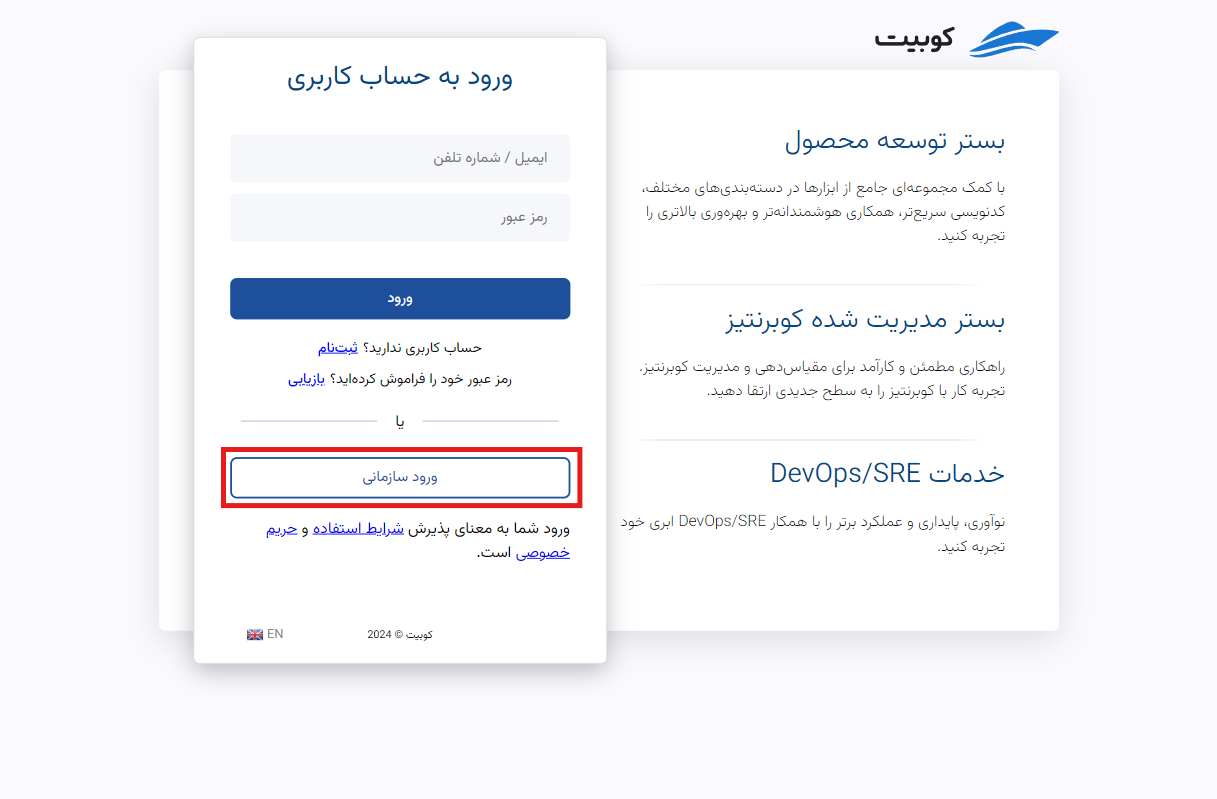 کوبیت
بستر توسعه محصول
با کمک مجموعه‌ای جامع از ابزارها در دسته‌بندی‌های مختلف،
کدنویسی سریع‌تر، همکاری هوشمندانه‌تر و بهره‌وری بالاتری را
تجربه کنید.
بستر مدیریت شده کوبرنتیز
راهکاری مطمئن و کارآمد برای مقیاس‌دهی و مدیریت کوبرنتیز.
تجربه کار با کوبرنتیز را به سطح جدیدی ارتقا دهید.
خدمات DevOps/SRE
نوآوری، پایداری و عملکرد برتر را با همکار DevOps/SRE ابری خود
تجربه کنید.
ورود به حساب کاربری
ایمیل / شماره تلفن
رمز عبور
ورود
حساب کاربری ندارید؟ ثبت‌نام
رمز عبور خود را فراموش کرده‌اید؟ بازیابی
یا
ورود سازمانی
ورود شما به معنای پذیرش شرایط استفاده و حریم
خصوصی است.
کوبیت © 2024
EN